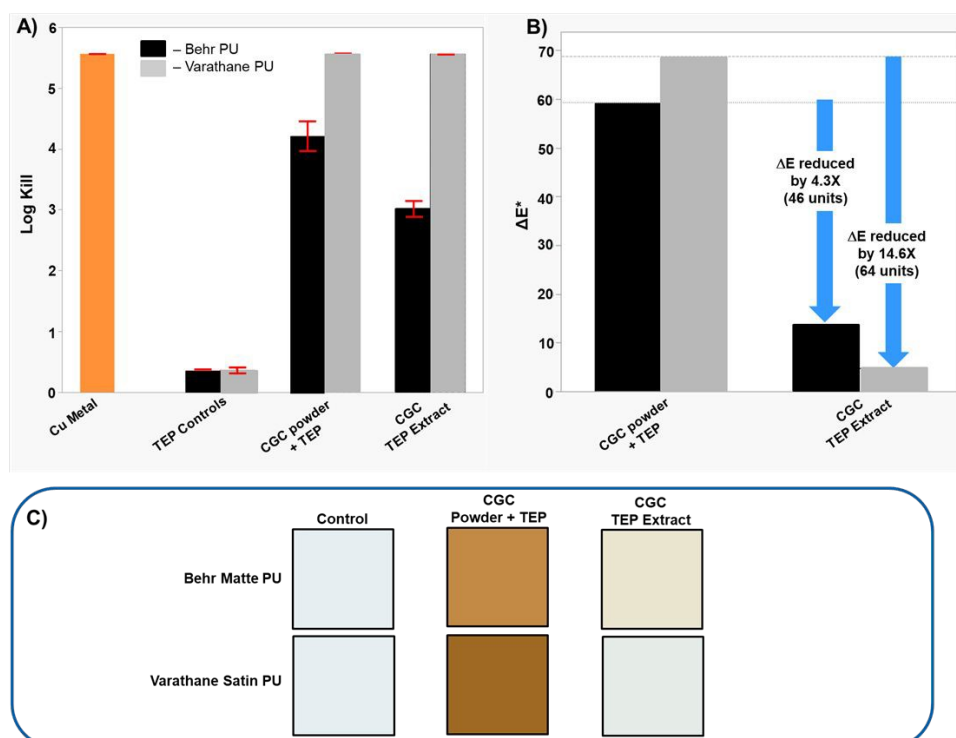 A)
6
5
4
3
2
1
0
Log Kill
– Behr PU
– Varathane PU
Cu Metal
TEP Controls
CGC powder
+ TEP
CGC
TEP Extract
B)
70
60
50
40
30
20
10
0
ΔE*
ΔE reduced
by 4.3X
(46 units)
ΔE reduced
by 14.6X
(64 units)
CGC powder
+ TEP
CGC
TEP Extract
C)
Control
CGC
Powder + TEP
CGC
TEP Extract
Behr Matte PU
Varathane Satin PU